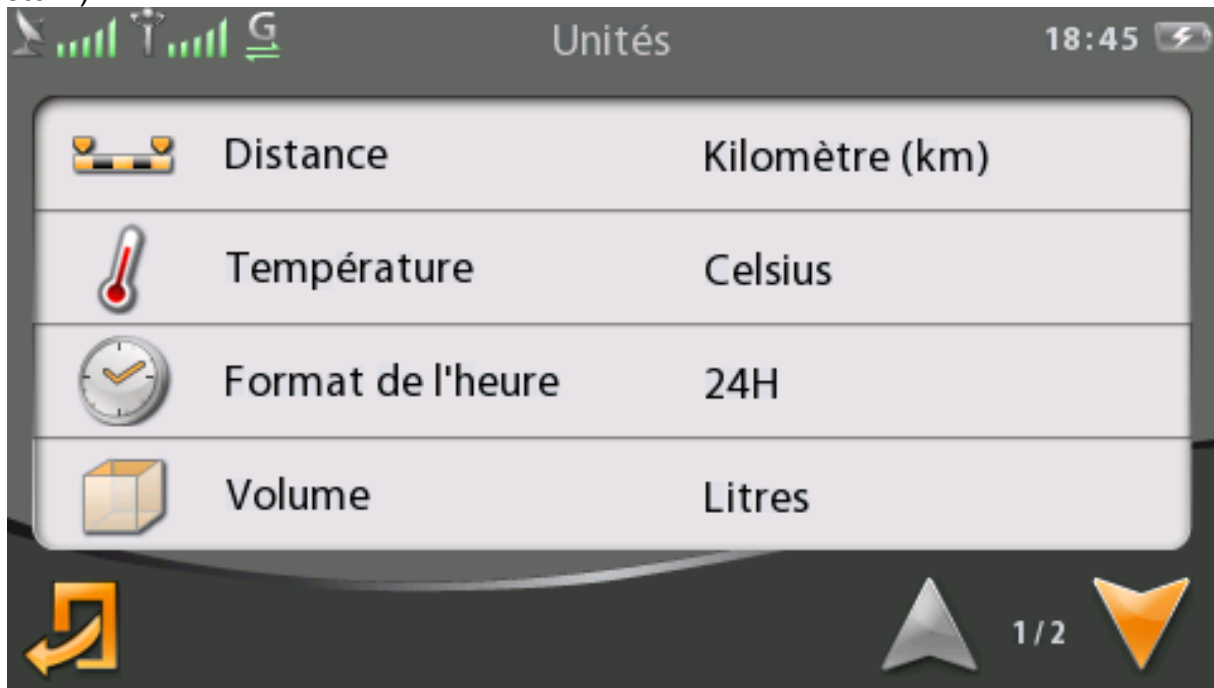 G Unités 18:45
Distance Kilomètre (km)
Température Celsius
Format de l'heure 24H
Volume Litres
1/2